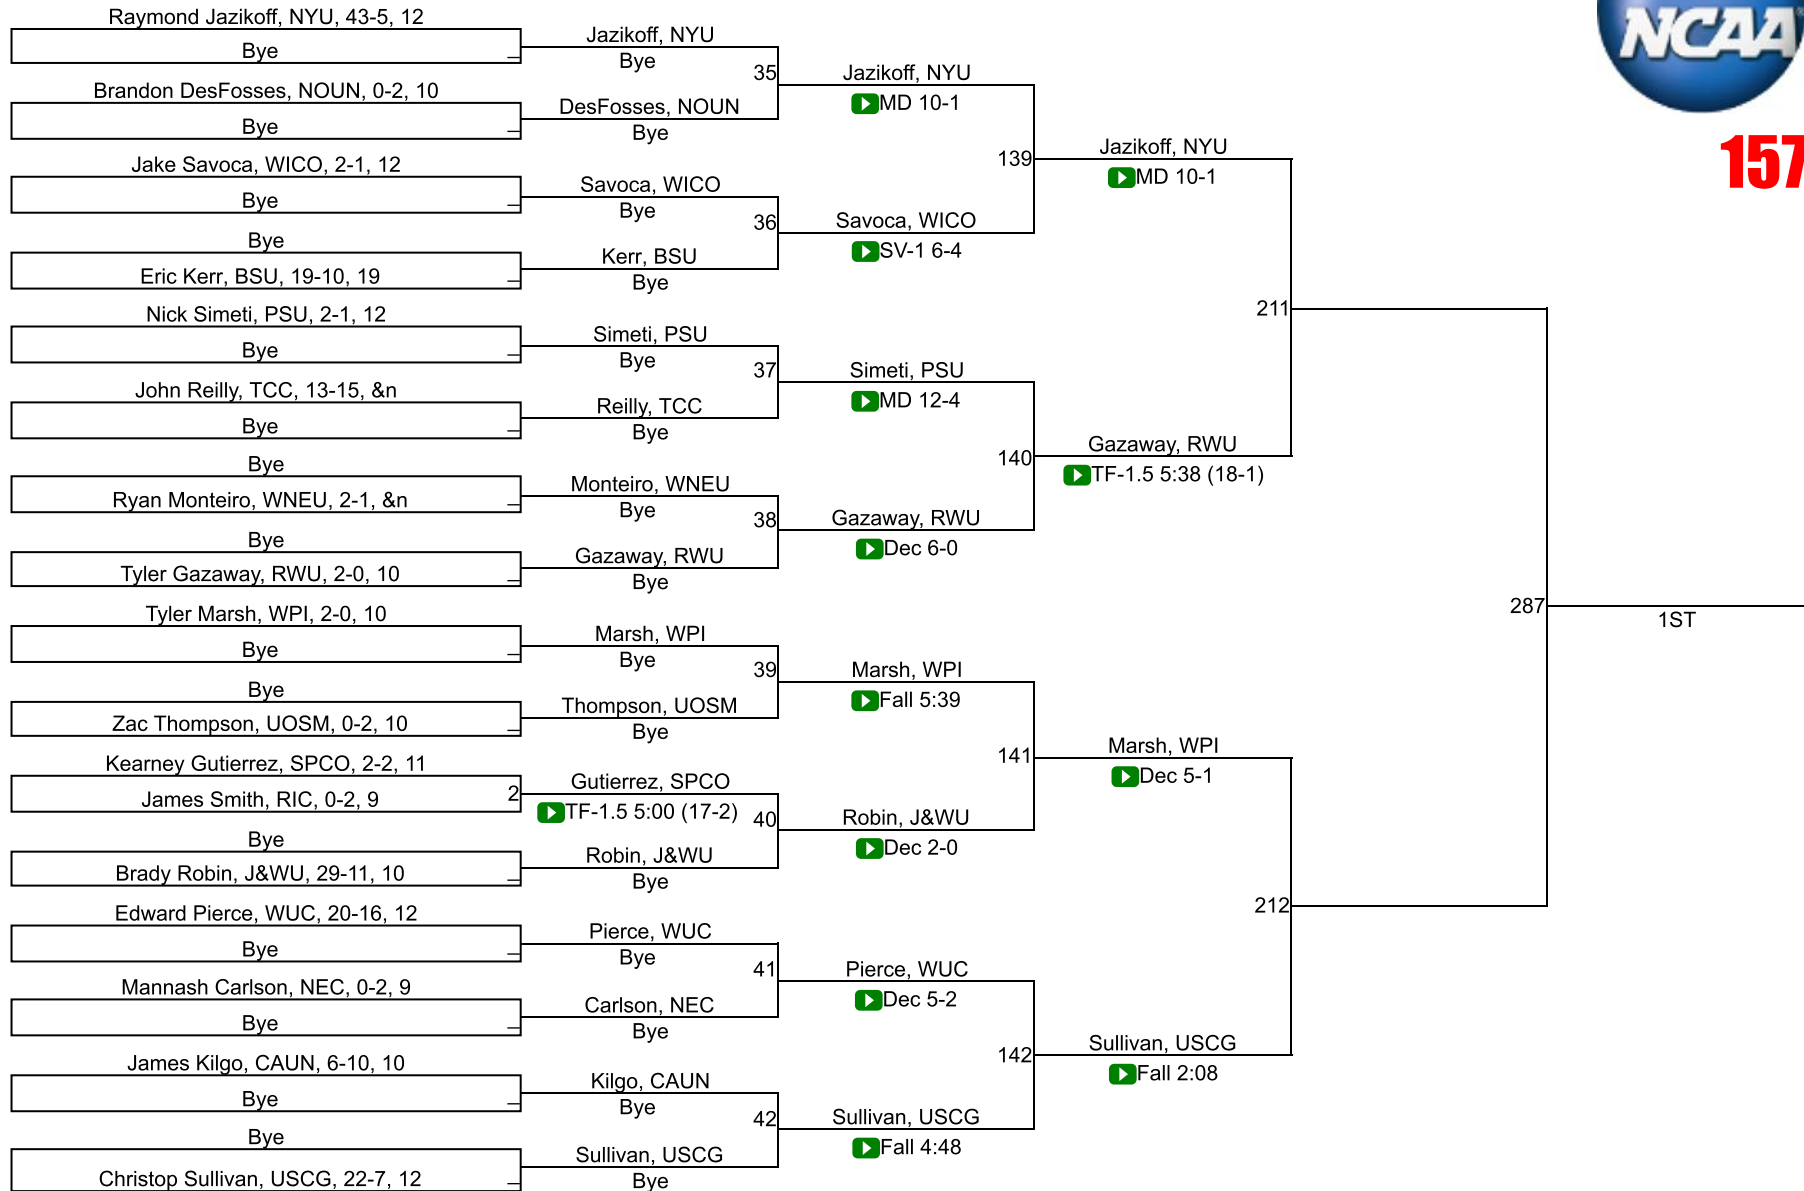 Raymond Jazikoff, NYU, 43-5, 12
Bye
_
Brandon DesFosses, NOUN, 0-2, 10
Bye
_
Jake Savoca, WICO, 2-1, 12
Bye
_
Bye
Eric Kerr, BSU, 19-10, 19
_
Nick Simeti, PSU, 2-1, 12
Bye
_
John Reilly, TCC, 13-15, &n
Bye
_
Bye
Ryan Monteiro, WNEU, 2-1, &n
_
Bye
Tyler Gazaway, RWU, 2-0, 10
_
Tyler Marsh, WPI, 2-0, 10
Bye
_
Bye
Zac Thompson, UOSM, 0-2, 10
_
Kearney Gutierrez, SPCO, 2-2, 11
James Smith, RIC, 0-2, 9
2
Bye
Brady Robin, J&WU, 29-11, 10
_
Edward Pierce, WUC, 20-16, 12
Bye
_
Mannash Carlson, NEC, 0-2, 9
Bye
_
James Kilgo, CAUN, 6-10, 10
Bye
_
Bye
Christop Sullivan, USCG, 22-7, 12
_
Jazikoff, NYU
Bye
35
DesFosses, NOUN
Bye
Savoca, WICO
Bye
36
Kerr, BSU
Bye
Simeti, PSU
Bye
37
Reilly, TCC
Bye
Monteiro, WNEU
Bye
38
Gazaway, RWU
Bye
Marsh, WPI
Bye
39
Thompson, UOSM
Bye
Gutierrez, SPCO
TF-1.5 5:00 (17-2)
40
Robin, J&WU
Bye
Pierce, WUC
Bye
41
Carlson, NEC
Bye
Kilgo, CAUN
Bye
42
Sullivan, USCG
Bye
Jazikoff, NYU
MD 10-1
139
Savoca, WICO
SV-1 6-4
Simeti, PSU
MD 12-4
140
Gazaway, RWU
Dec 6-0
Marsh, WPI
Fall 5:39
141
Robin, J&WU
Dec 2-0
Pierce, WUC
Dec 5-2
142
Sullivan, USCG
Fall 4:48
Jazikoff, NYU
MD 10-1
211
Gazaway, RWU
TF-1.5 5:38 (18-1)
Marsh, WPI
Dec 5-1
212
Sullivan, USCG
Fall 2:08
287
1ST
NCAA
157